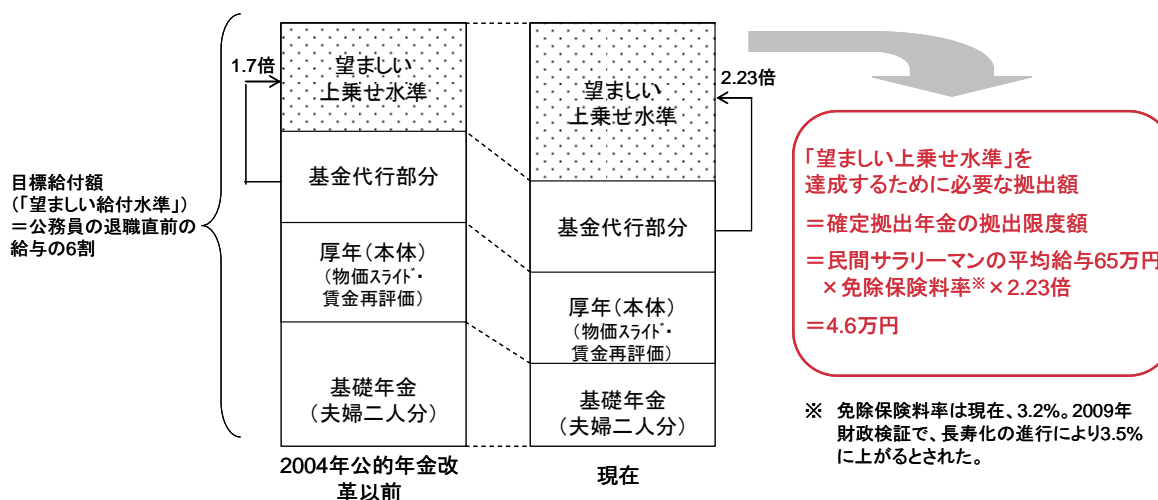 目標給付額
(「望ましい給付水準」)
＝公務員の退職直前の
給与の6割
1.7倍
望ましい
上乗せ水準
基金代行部分
厚年(本体)
(物価スライド・
賃金再評価)
基礎年金
(夫婦二人分)
2004年公的年金改
革以前
望ましい
上乗せ水準
2.23倍
基金代行部分
厚年(本体)
(物価スライド・
賃金再評価)
基礎年金
(夫婦二人分)
現在
「望ましい上乗せ水準」を
達成するために必要な拠出額
＝確定拠出年金の拠出限度額
＝民間サラリーマンの平均給与65万円
×免除保険料率※×2.23倍
＝4.6万円
※ 免除保険料率は現在、3.2%。2009年
財政検証で、長寿化の進行により3.5%
に上がるとされた。